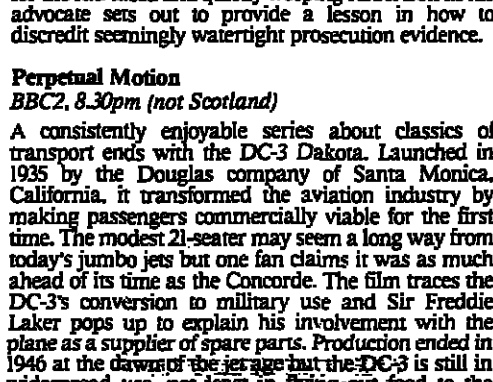 advocate sets out to provide a lesson in how to
discredit seemingly watertight prosecution evidence.
Perpetual Motion
BBC2, 8.30pm (not Scotland)
A consistently enjoyable series about classics of
transport ends with the DC-3 Dakota. Launched in
1935 by the Douglas company of Santa Monica,
California, it transformed the aviation industry by
making passengers commercially viable for the first
time. The modest 21-seater may seem a long way from
today's jumbo jets but one fan claims it was as much
ahead of its time as the Concorde. The film traces the
DC-3's conversion to military use and Sir Freddie
Laker pops up to explain his involvement with the
plane as a supplier of spare parts. Production ended in
1946 at the dawn of the jet age but the DC-3 is still in